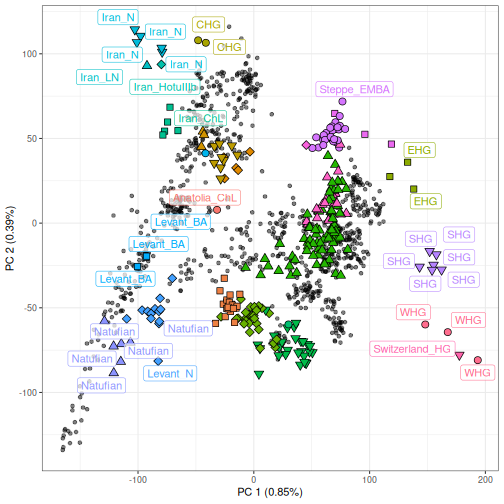 Iran_N
CHG
Iran_N
CHG
Iran_N
Iran_N
Iran_LN
Iran_HotuIIIb
Steppe_EMBA
Iran_ChL
EHG
EHG
Anatolia_ChL
Levant_BA
Levant_BA
Levant_BA
SHG
SHG
SHG
SHG
SHG
SHG
WHG
WHG
Switzerland_HG
WHG
Natufian
Natufian
Natufian
Natufian
Natufian
Levant_N
100
50
0
-50
-100
PC 2 (0.39%)
-100
0
100
200
PC 1 (0.85%)